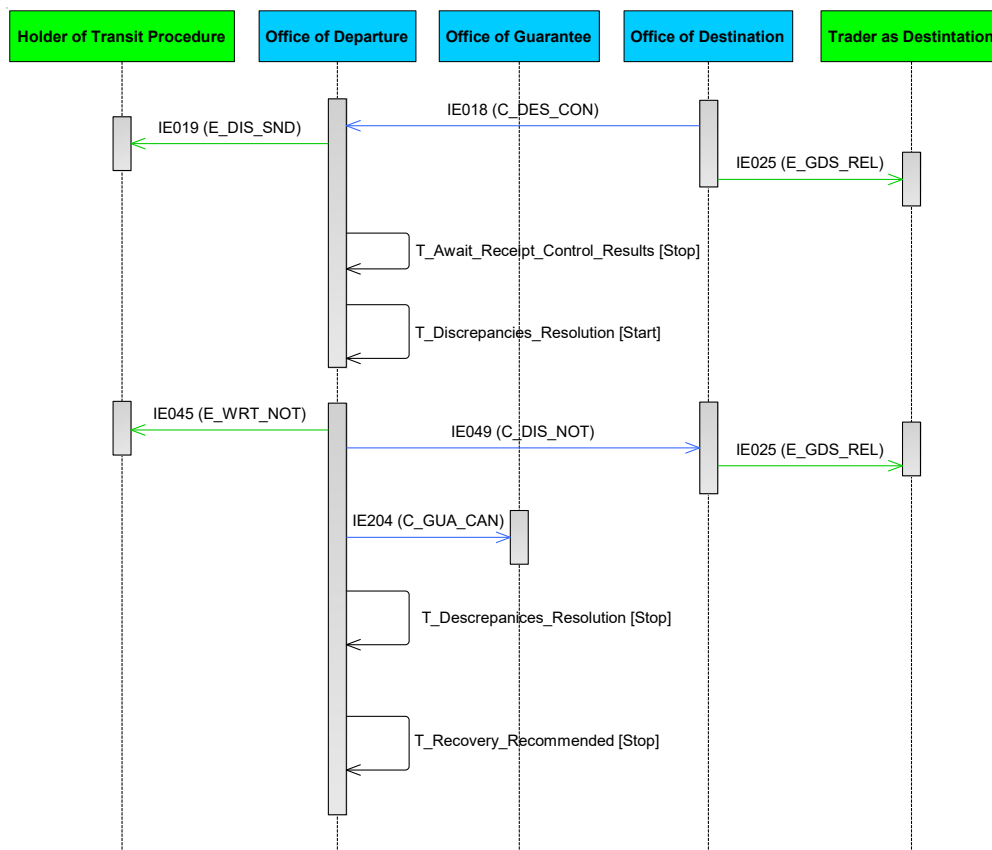 Holder of Transit Procedure
Office of Departure
Office of Guarantee
Office of Destination
Trader as Destintation
IE018 (C_DES_CON)
IE019 (E_DIS_SND)
IE025 (E_GDS_REL)
T_Await_Receipt_Control_Results [Stop]
T_Discrepancies_Resolution [Start]
IE045 (E_WRT_NOT)
IE049 (C_DIS_NOT)
IE025 (E_GDS_REL)
IE204 (C_GUA_CAN)
T_Descrepanices_Resolution [Stop]
T_Recovery_Recommended [Stop]